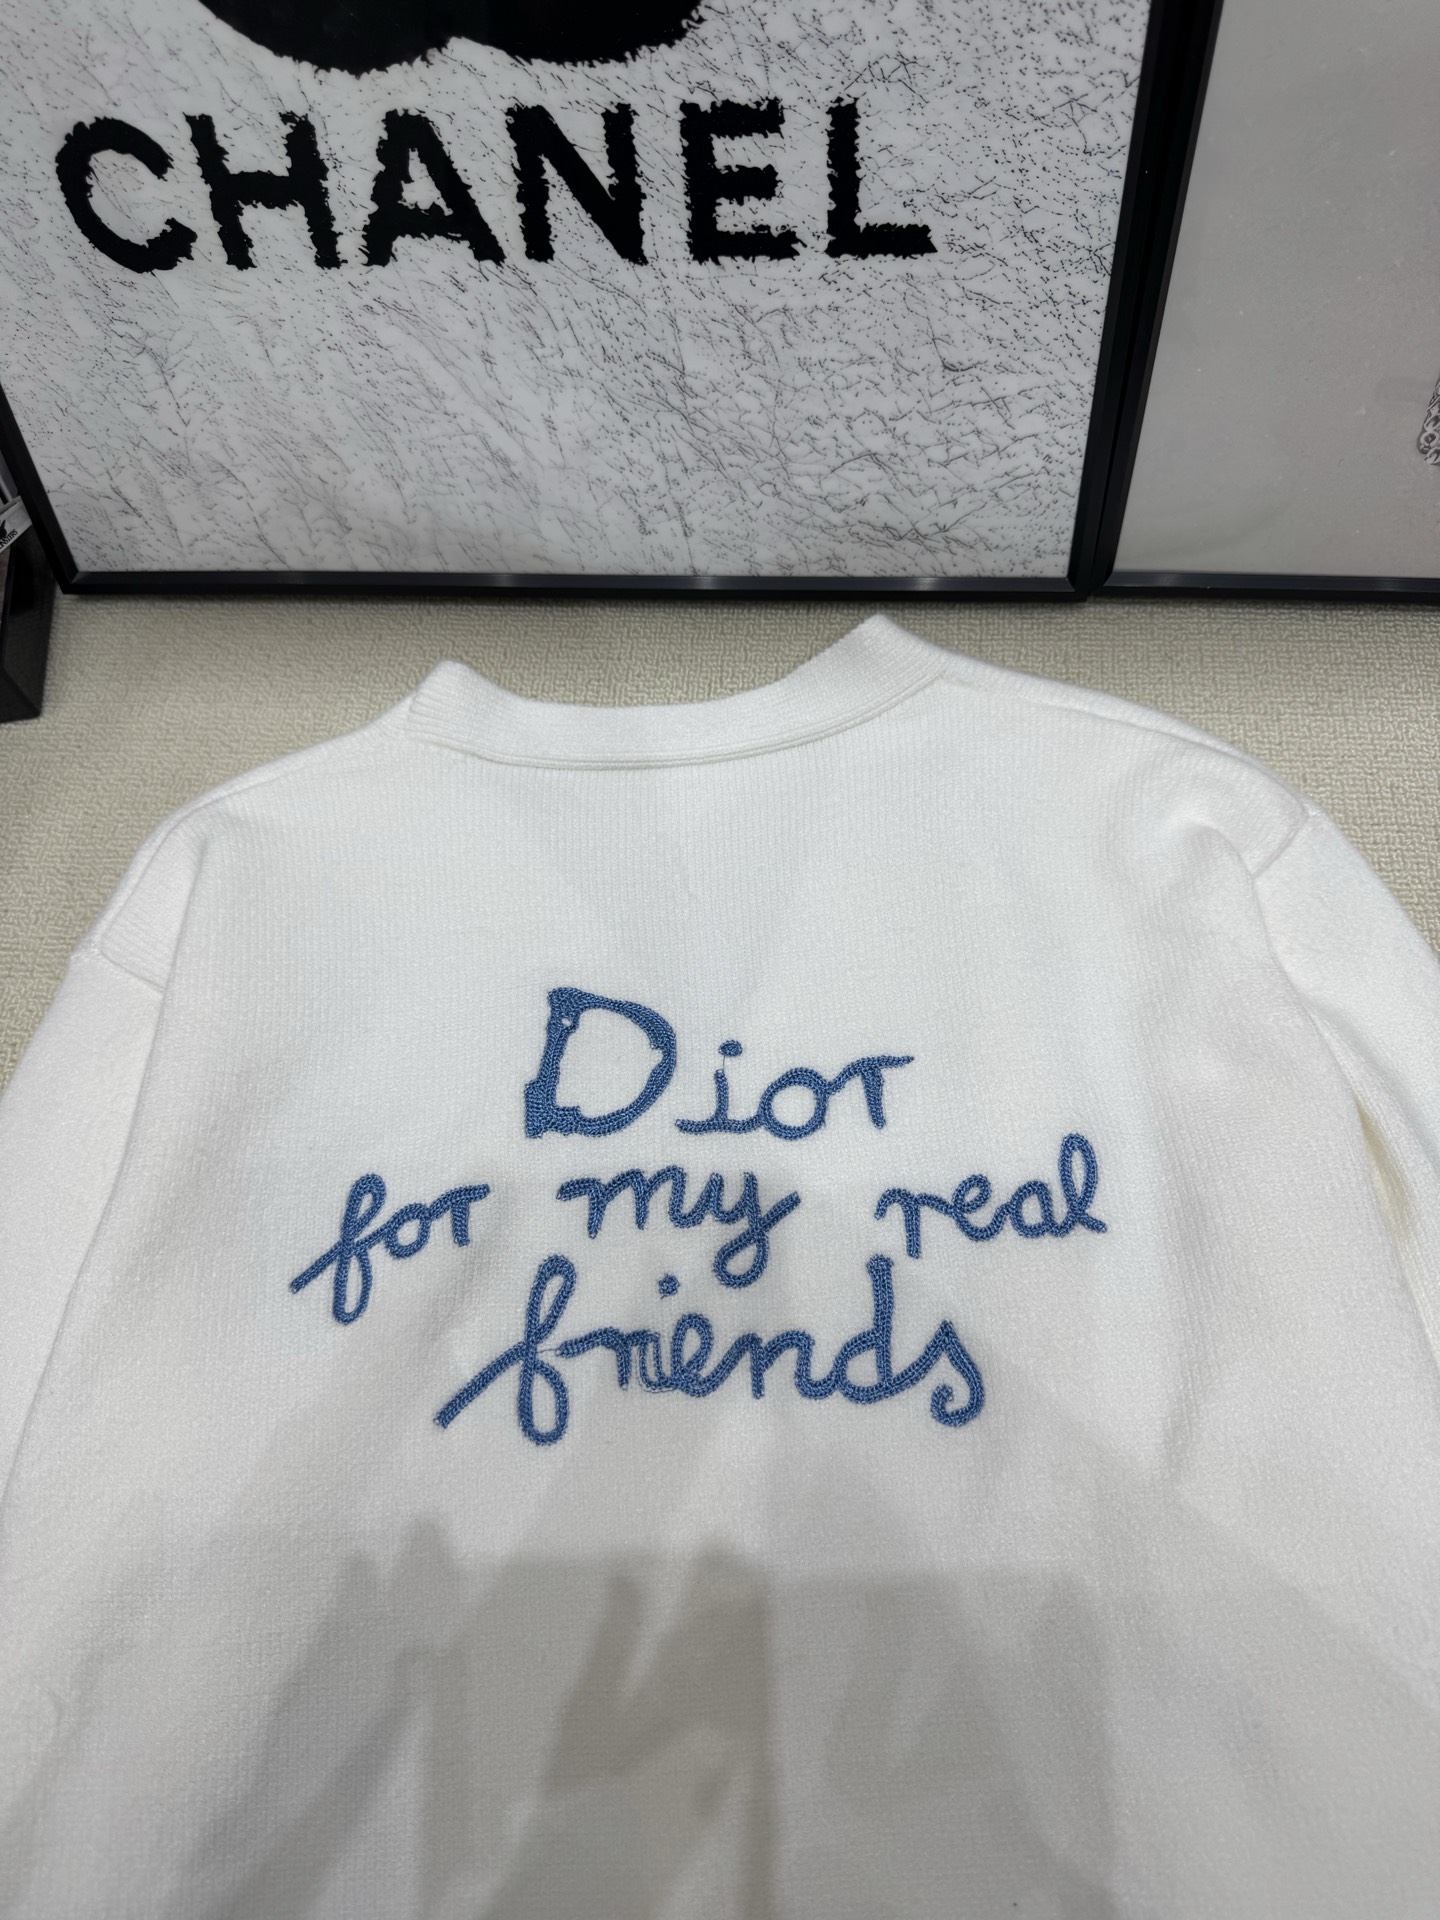 CHANEL
Dior
for my real
friends